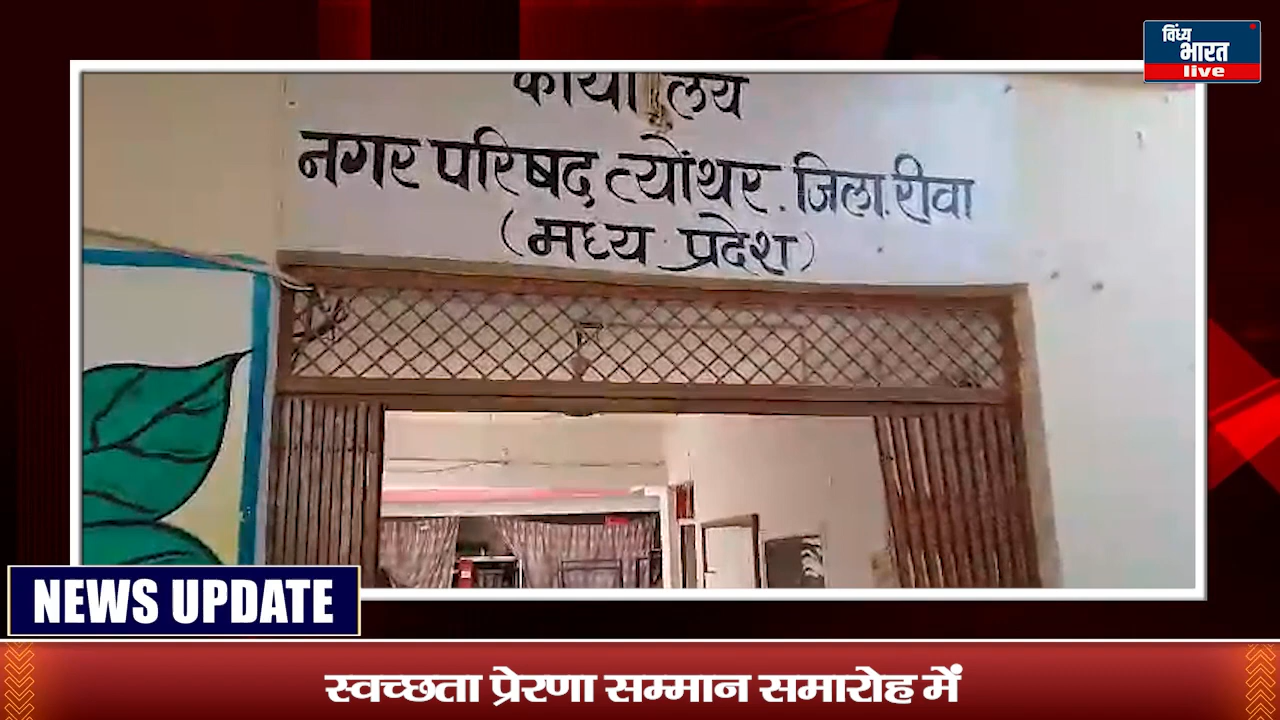 विंध्य
भारत
live
कार्यालय
नगर परिषद त्योंथर. जिला. रीवा
(मध्य प्रदेश)
NEWS UPDATE
स्वच्छता प्रेरणा सम्मान समारोह में